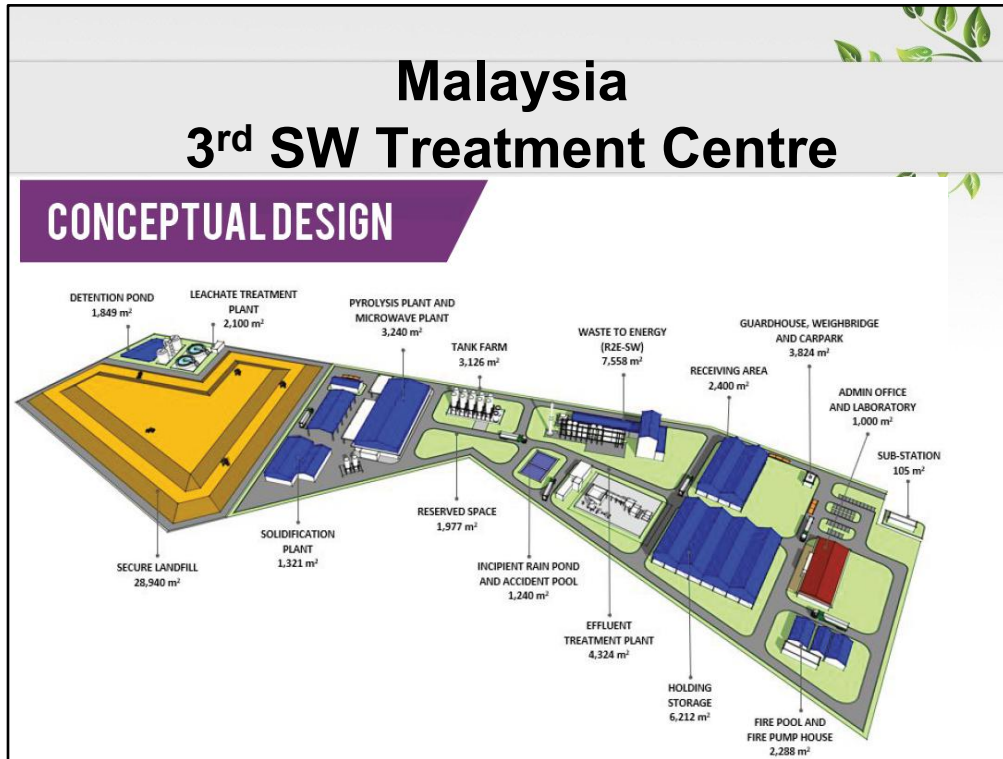 Malaysia
3rd SW Treatment Centre
CONCEPTUAL DESIGN
DETENTION POND
1,849 m²
LEACHATE TREATMENT
PLANT
2,100 m²
PYROLYSIS PLANT AND
MICROWAVE PLANT
3,240 m²
TANK FARM
3,126 m²
WASTE TO ENERGY
(R2E-SW)
7,558 m²
RECEIVING AREA
2,400 m²
GUARDHOUSE, WEIGHBRIDGE
AND CARPARK
3,824 m²
ADMIN OFFICE
AND LABORATORY
1,000 m²
SUB-STATION
105 m²
SECURE LANDFILL
28,940 m²
SOLIDIFICATION
PLANT
1,321 m²
RESERVED SPACE
1,977 m²
INCIPIENT RAIN POND
AND ACCIDENT POOL
1,240 m²
EFFLUENT
TREATMENT PLANT
4,324 m²
HOLDING
STORAGE
6,212 m²
FIRE POOL AND
FIRE PUMP HOUSE
2,288 m²